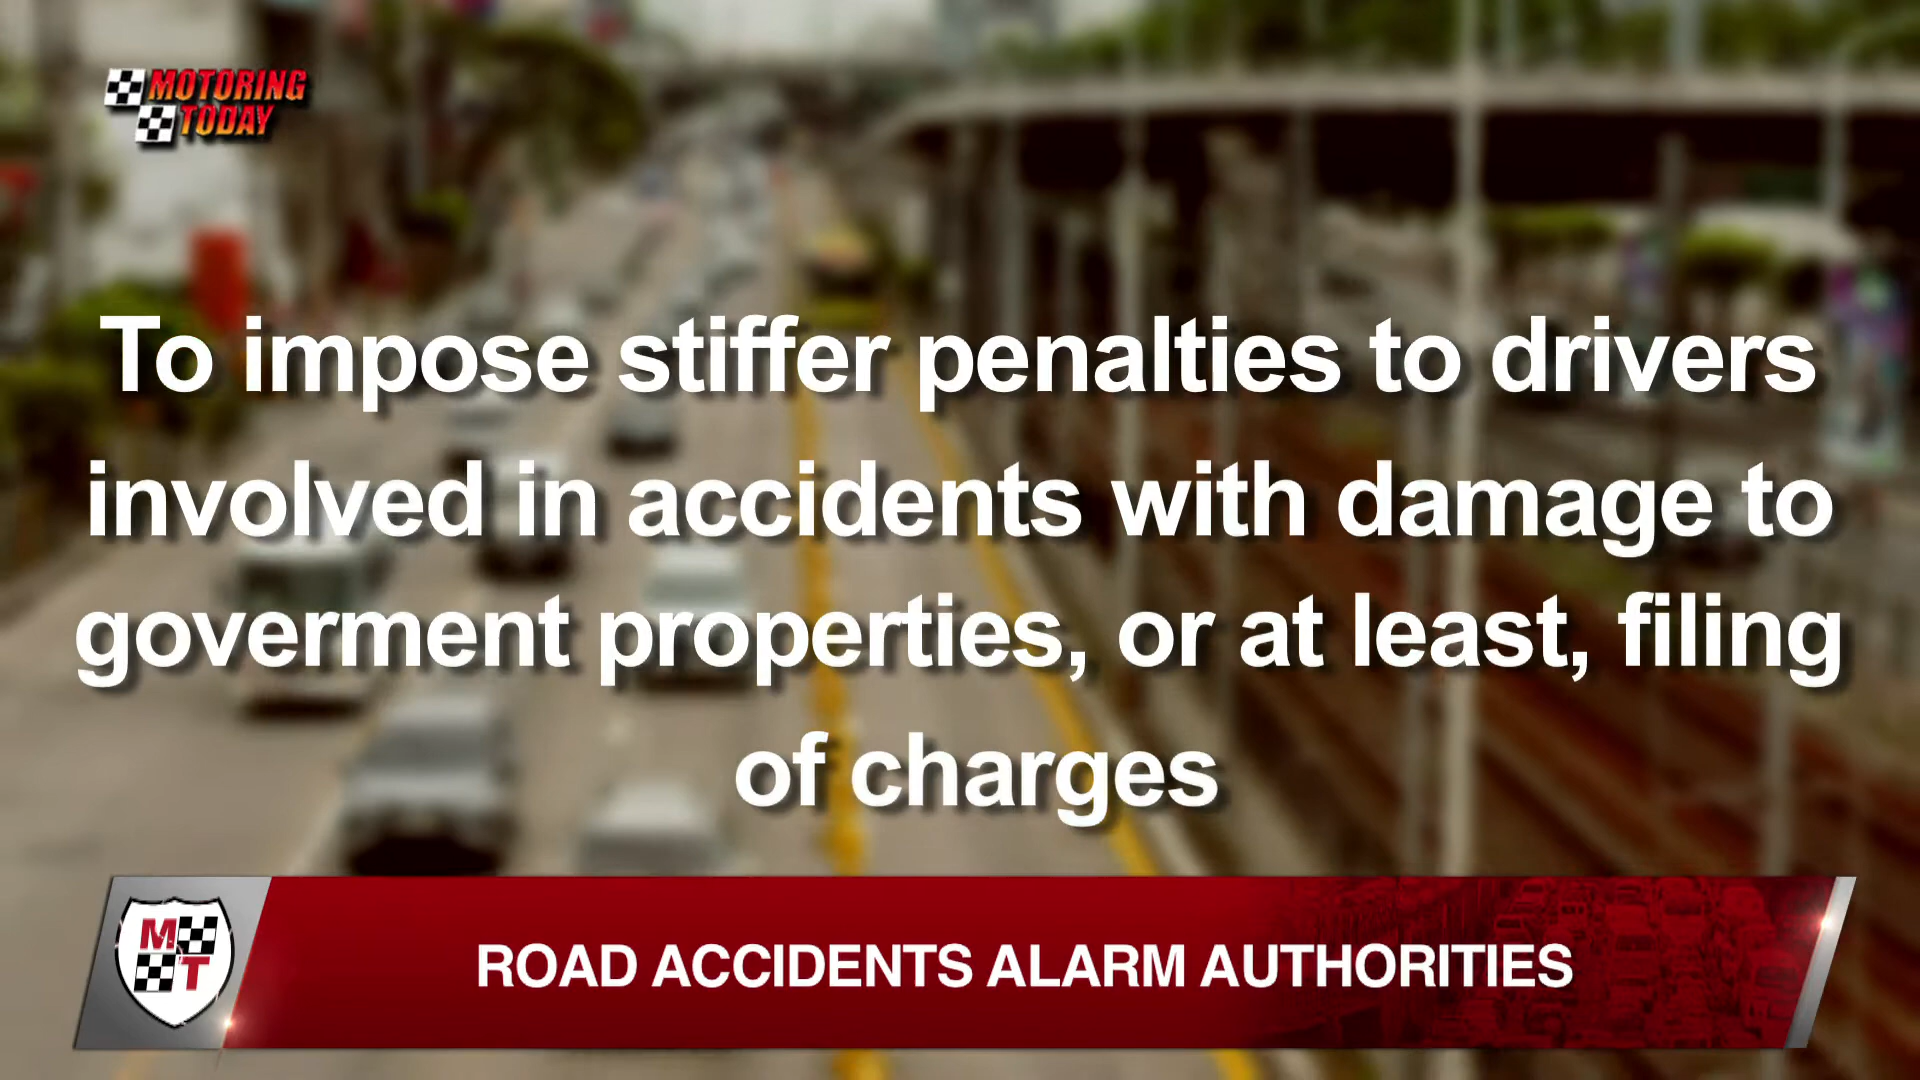 MOTORING
TODAY
To impose stiffer penalties to drivers
involved in accidents with damage to
goverment properties, or at least, filing
of charges
M
T
ROAD ACCIDENTS ALARM AUTHORITIES